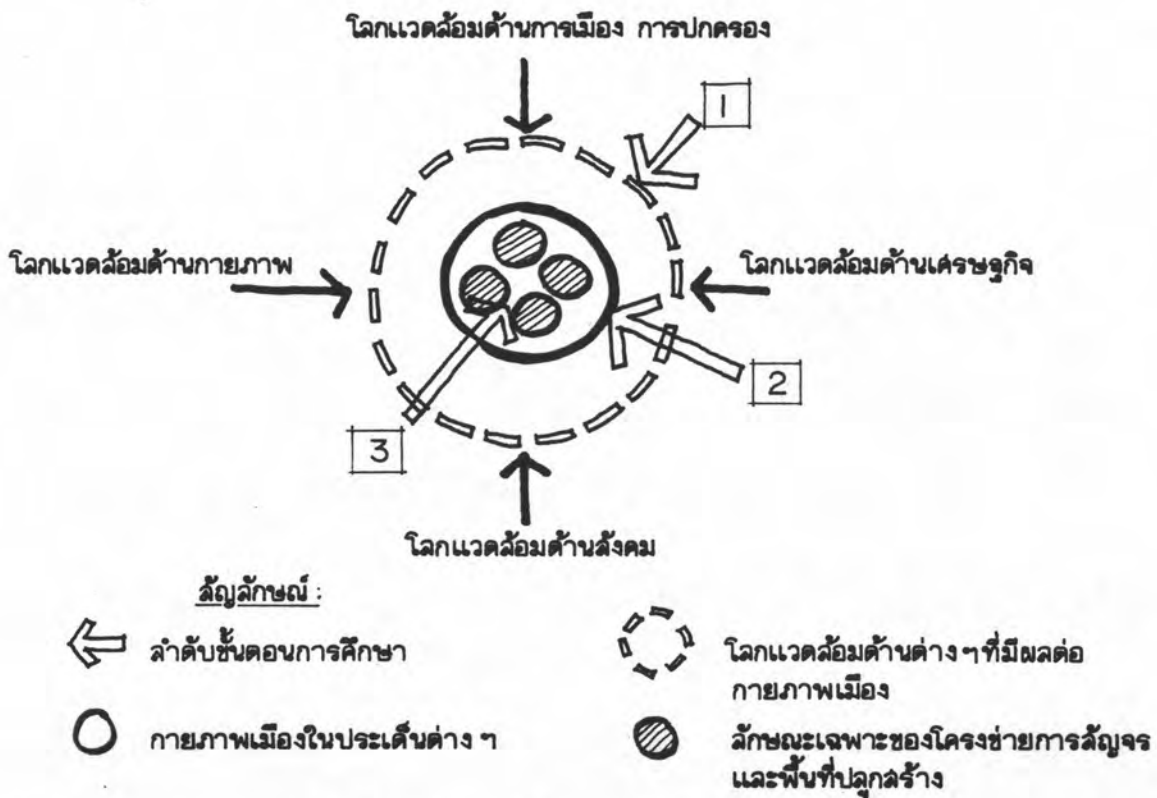 โลกแวดล้อมด้านการเมือง การปกครอง
1
โลกแวดล้อมด้านกายภาพ
โลกแวดล้อมด้านเศรษฐกิจ
2
3
โลกแวดล้อมด้านสังคม
สัญลักษณ์ :
ลำดับขั้นตอนการศึกษา
โลกแวดล้อมด้านต่าง ๆ ที่มีผลต่อ
กายภาพเมือง
กายภาพเมืองในประเด็นต่าง ๆ
ลักษณะเฉพาะของโครงข่ายการสัญจร
และพื้นที่ปลูกสร้าง